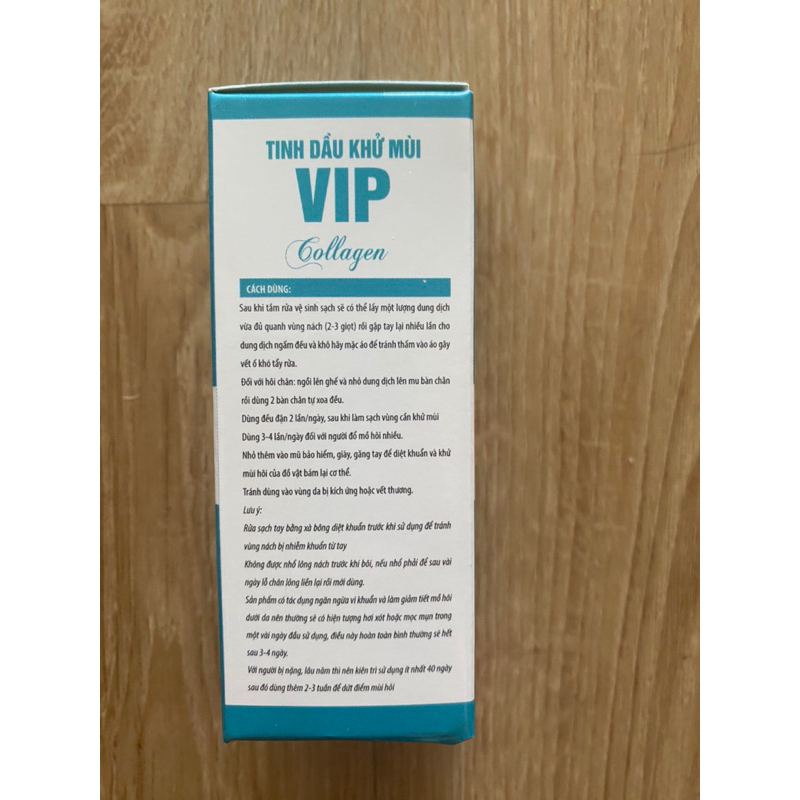 TINH DẦU KHỬ MÙI
VIP
Collagen
CÁCH DÙNG:
Sau khi tắm rửa vệ sinh sạch sẽ có thể lấy một lượng dung dịch
vừa đủ quanh vùng nách (2-3 giọt) rồi gập tay lại nhiều lần cho
dung dịch ngấm đều và khô hãy mặc áo để tránh thấm vào áo gây
vết ố khó tẩy rửa.
Đối với hôi chân: ngồi lên ghế và nhỏ dung dịch lên mu bàn chân
rồi dùng 2 bàn chân tự xoa đều.
Dùng đều đặn 2 lần/ngày, sau khi làm sạch vùng cần khử mùi
Dùng 3-4 lần/ngày đối với người đổ mồ hôi nhiều.
Nhỏ thêm vào mũ bảo hiểm, giày, găng tay để diệt khuẩn và khử
mùi hôi của đồ vật bám lại cơ thể.
Tránh dùng vào vùng da bị kích ứng hoặc vết thương.
Lưu ý:
Rửa sạch tay bằng xà bông diệt khuẩn trước khi sử dụng để tránh
vùng nách bị nhiễm khuẩn từ tay
Không được nhổ lông nách trước khi bôi, nếu nhổ phải để sau vài
ngày lỗ chân lông liền lại rồi mới dùng.
Sản phẩm có tác dụng ngăn ngừa vi khuẩn và làm giảm tiết mồ hôi
dưới da nên thường sẽ có hiện tượng hơi xót hoặc mọc mụn trong
một vài ngày đầu sử dụng, điều này hoàn toàn bình thường sẽ hết
sau 3-4 ngày.
Với người bị nặng, lâu năm thì nên kiên trì sử dụng ít nhất 40 ngày
sau đó dùng thêm 2-3 tuần để dứt điểm mùi hôi